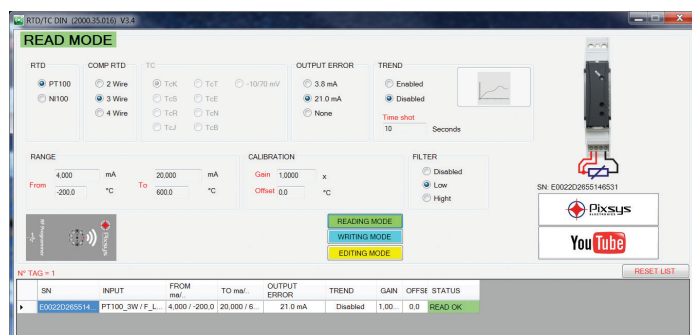 RTD/TC DIN (2000.35.016) V3.4
READ MODE
RTD
COMP RTD
TC
OUTPUT ERROR
TREND
PT100
2 Wire
TcK
TcT
-10/70 mV
3.8 mA
Enabled
NI100
3 Wire
TcS
TcE
21.0 mA
Disabled
4 Wire
TcR
TcN
None
Time shot
TcJ
TcB
10 Seconds
RANGE
CALIBRATION
FILTER
4.000 mA
20,000 mA
Gain 1,0000 x
Disabled
From
To
Low
-200.0 °C
600.0 °C
Offset 0,0 °C
Hight
SN: E0022D2655146531
Pixsys
ELECTRONICS
RF Programmer
Pixsys
READING MODE
WRITING MODE
EDITING MODE
YouTube
N° TAG = 1
RESET LIST
SN
INPUT
FROM ma/..
TO ma/..
OUTPUT ERROR
TREND
GAIN
OFFSE
STATUS
E0022D265514...
PT100_3W / F_L...
4,000 / -200,0
20,000 / 6...
21.0 mA
Disabled
1,00...
0,0
READ OK